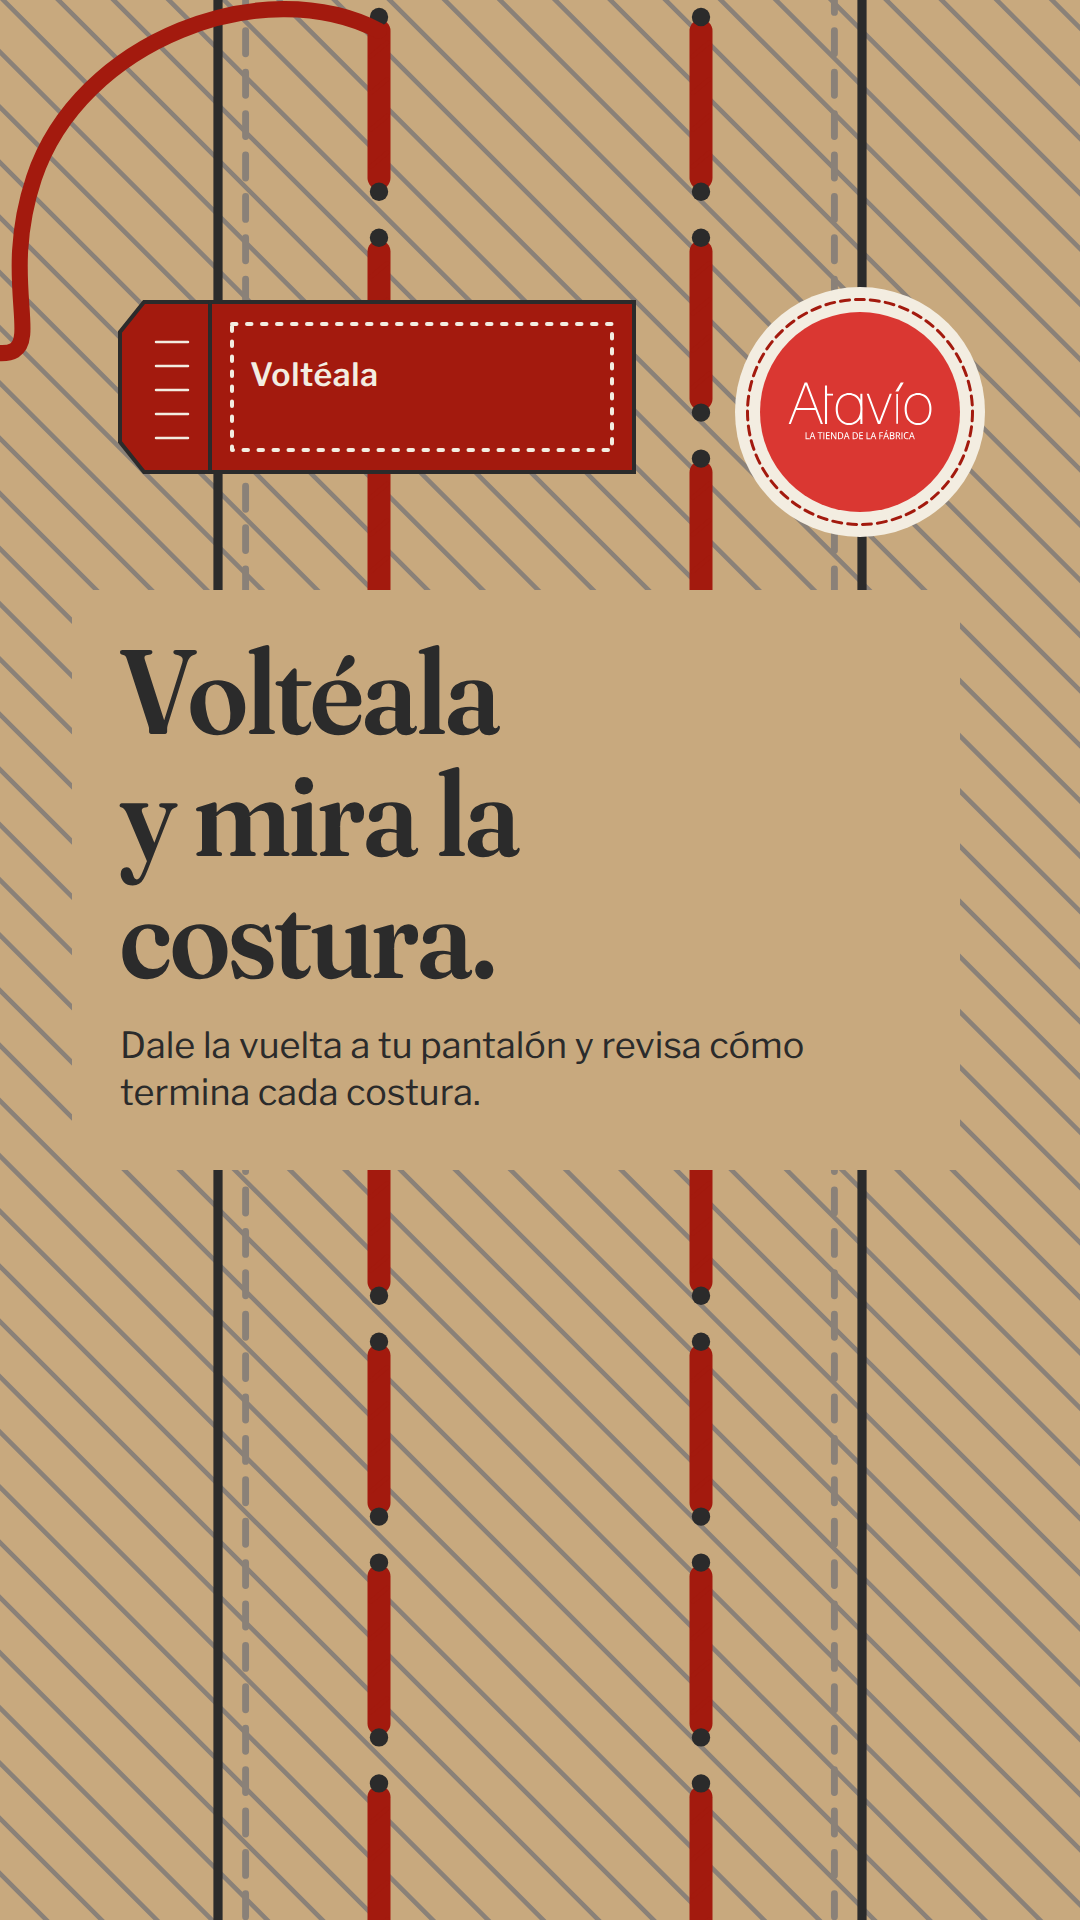 Voltéala
Atavío
LA TIENDA DE LA FÁBRICA
Voltéala
y mira la
costura.
Dale la vuelta a tu pantalón y revisa cómo
termina cada costura.